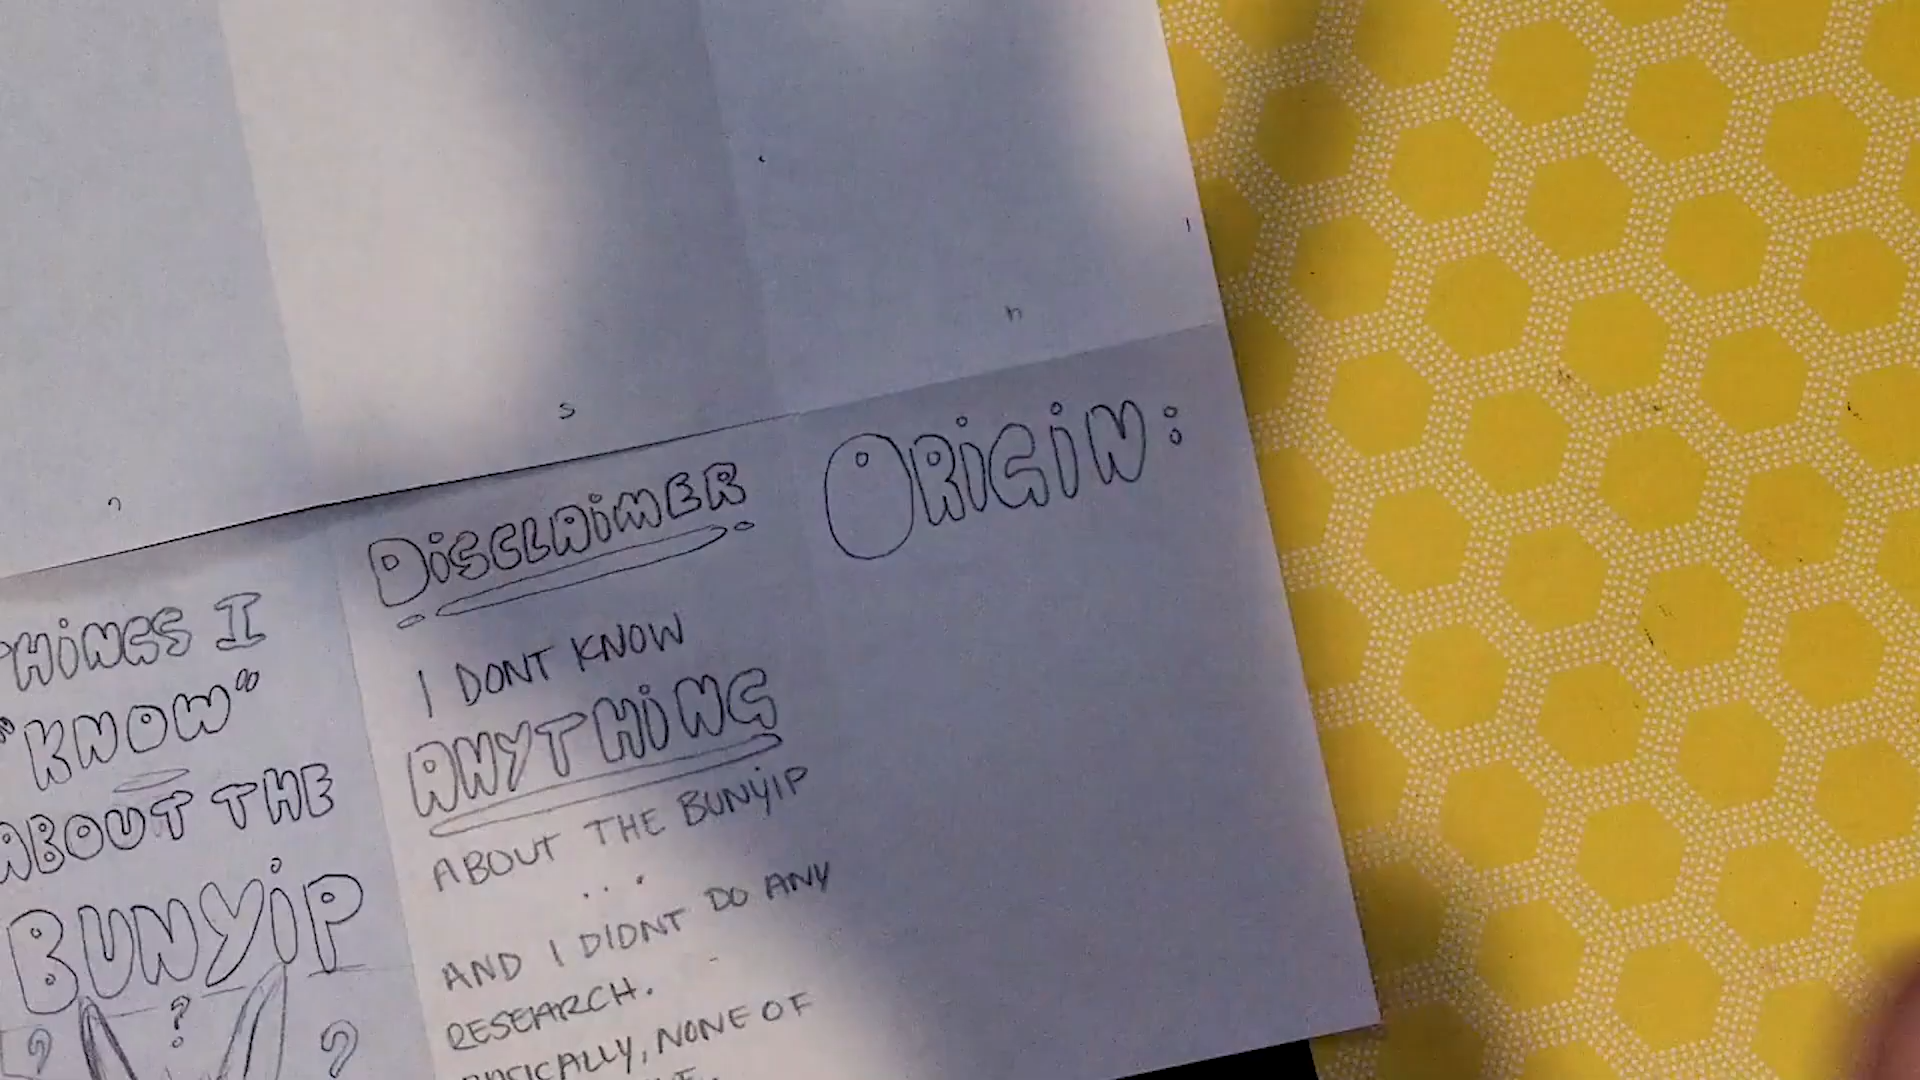 THINGS I
"KNOW"
ABOUT THE
BUNYIP
?
? ?
DISCLAIMER
I DONT KNOW
ANYTHING
ABOUT THE BUNYIP
...
AND I DIDNT DO ANY
RESEARCH.
BASICALLY, NONE OF
ORIGIN: